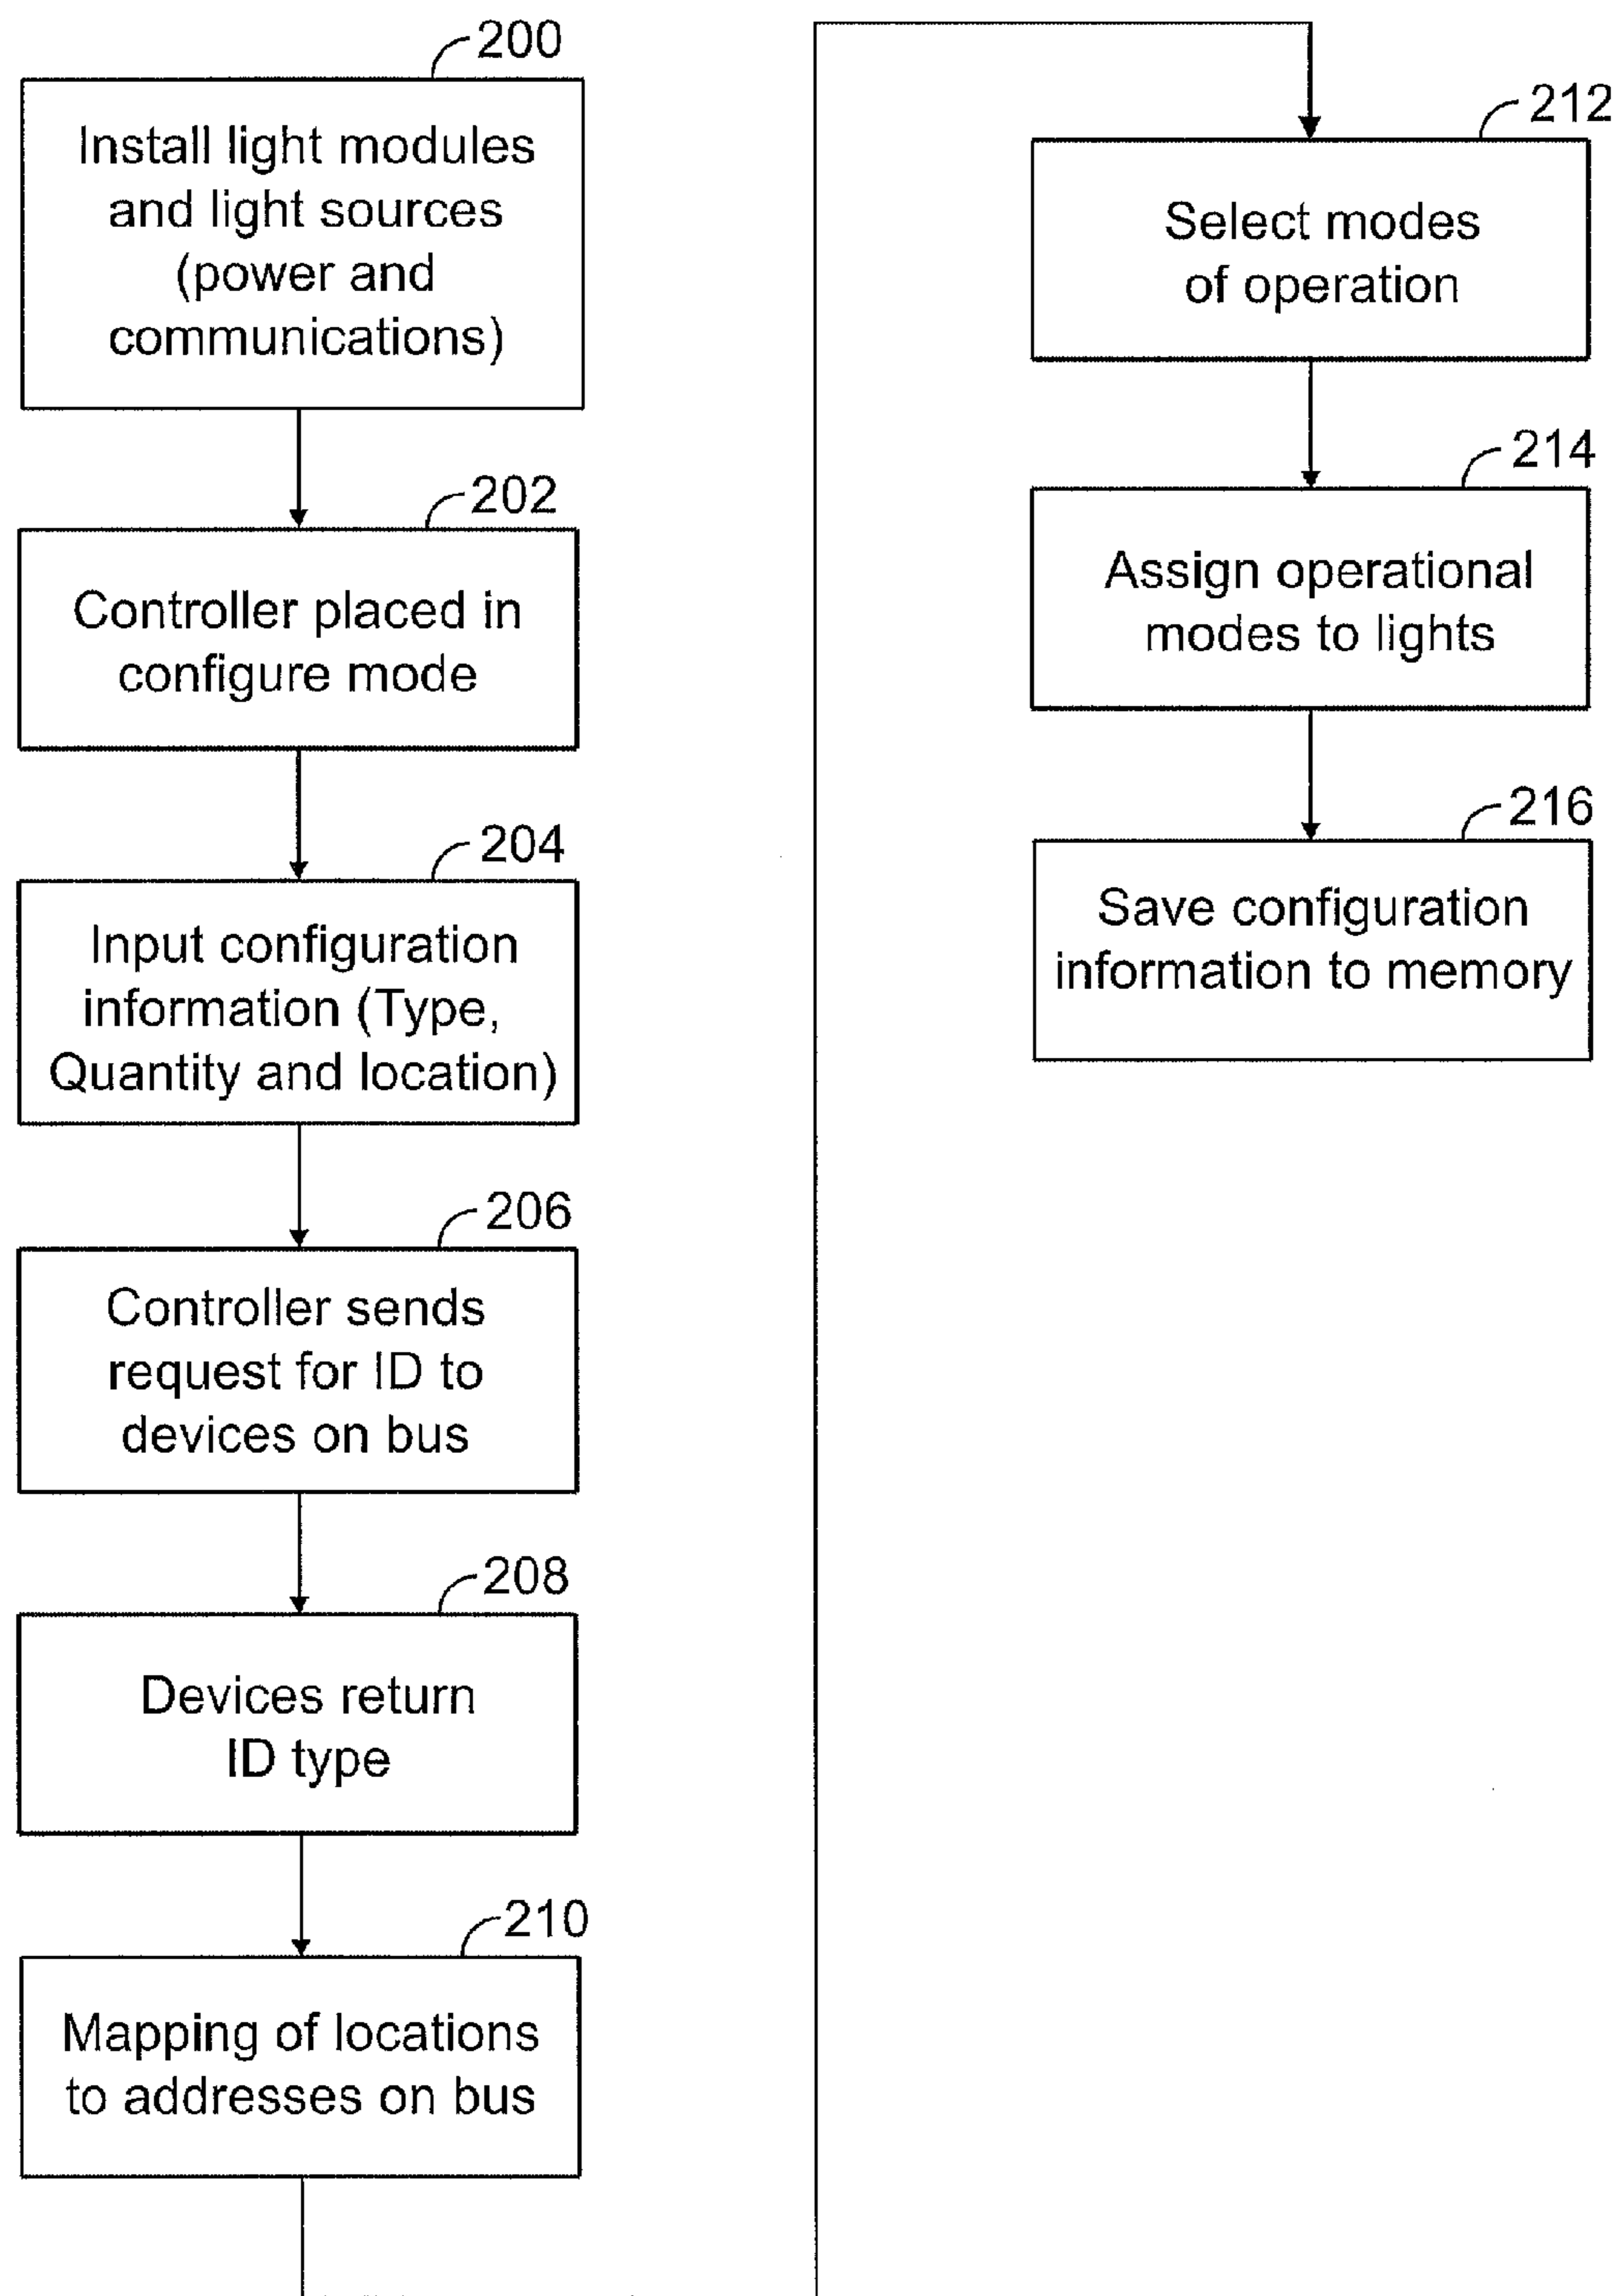 200
Install light modules
and light sources
(power and
communications)
202
Controller placed in
configure mode
204
Input configuration
information (Type,
Quantity and location)
206
Controller sends
request for ID to
devices on bus
208
Devices return
ID type
210
Mapping of locations
to addresses on bus
212
Select modes
of operation
214
Assign operational
modes to lights
216
Save configuration
information to memory